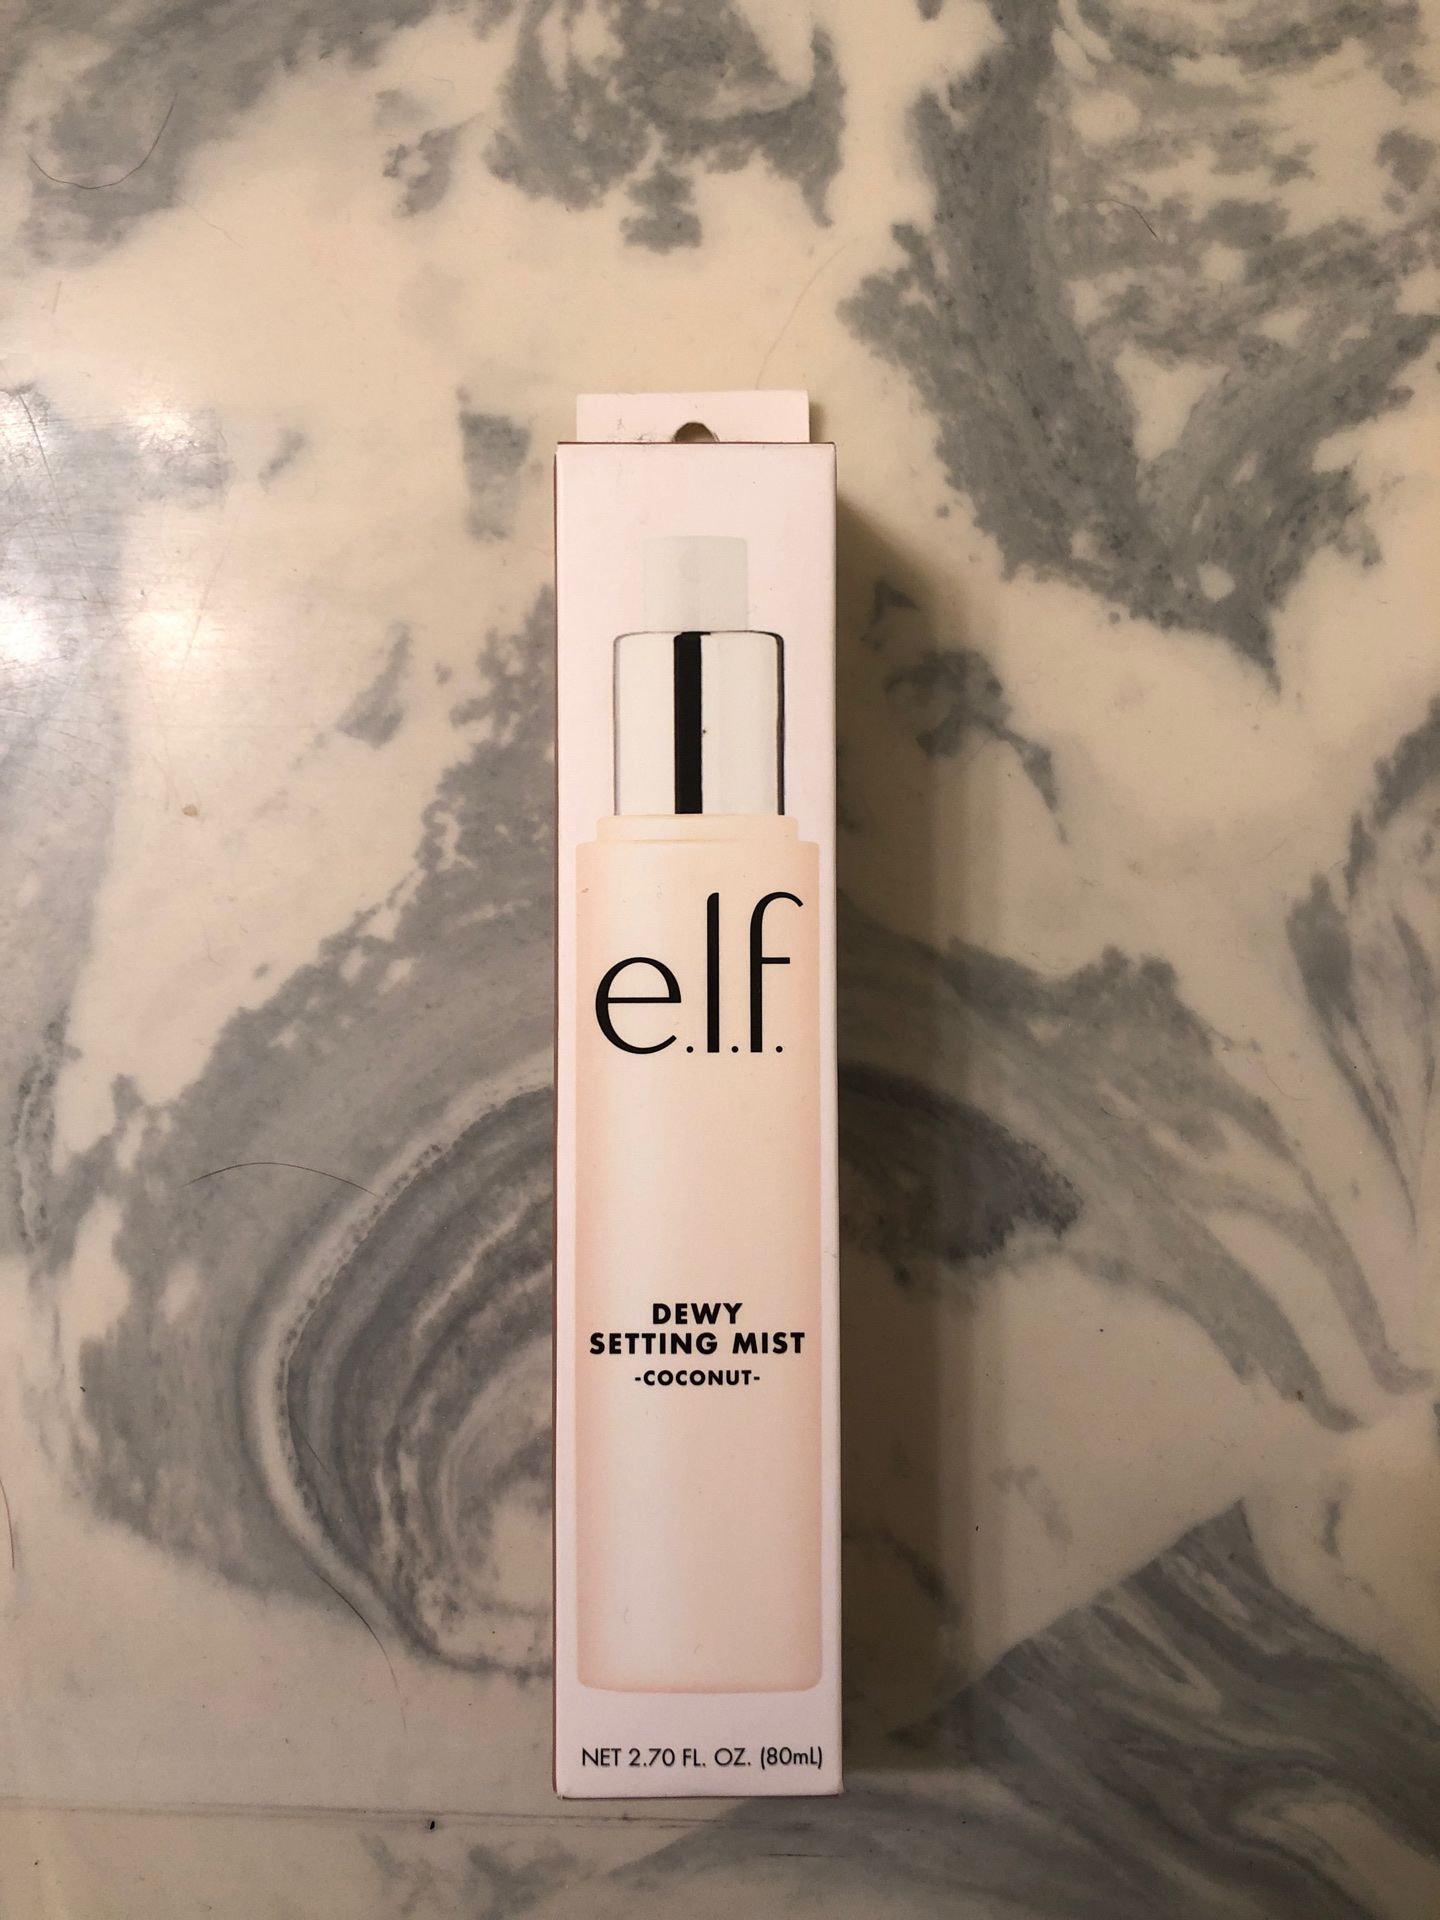 e.l.f.
DEWY
SETTING MIST
-COCONUT-
NET 2.70 FL. OZ. (80mL)